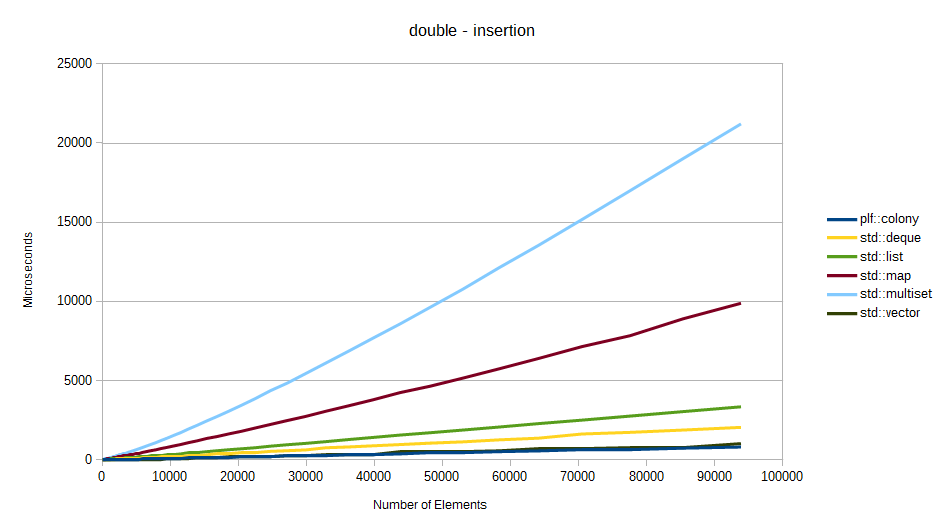 double - insertion
25000
20000
15000
10000
5000
0
Microseconds
0 10000 20000 30000 40000 50000 60000 70000 80000 90000 100000
Number of Elements
plf::colony
std::deque
std::list
std::map
std::multiset
std::vector